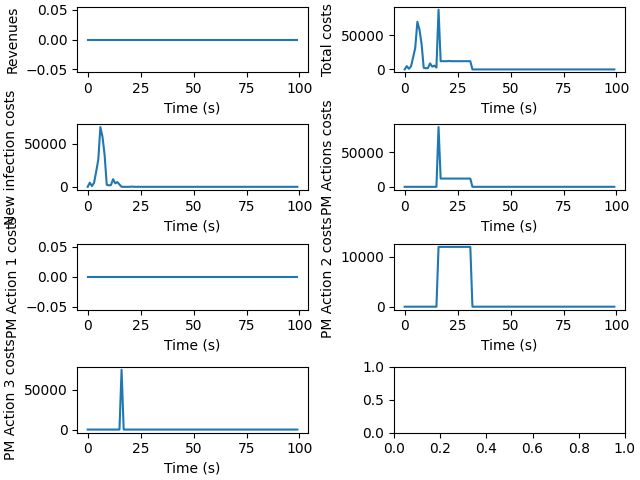 Revenues
0.05
0.00
−0.05
0 25 50 75 100
Time (s)
Total costs
50000
0
0 25 50 75 100
Time (s)
New infection costs
50000
0
0 25 50 75 100
Time (s)
PM Actions costs
50000
0
0 25 50 75 100
Time (s)
PM Action 1 costs
0.05
0.00
−0.05
0 25 50 75 100
Time (s)
PM Action 2 costs
10000
0
0 25 50 75 100
Time (s)
PM Action 3 costs
50000
0
0 25 50 75 100
Time (s)
1.0
0.5
0.0
0.0 0.2 0.4 0.6 0.8 1.0